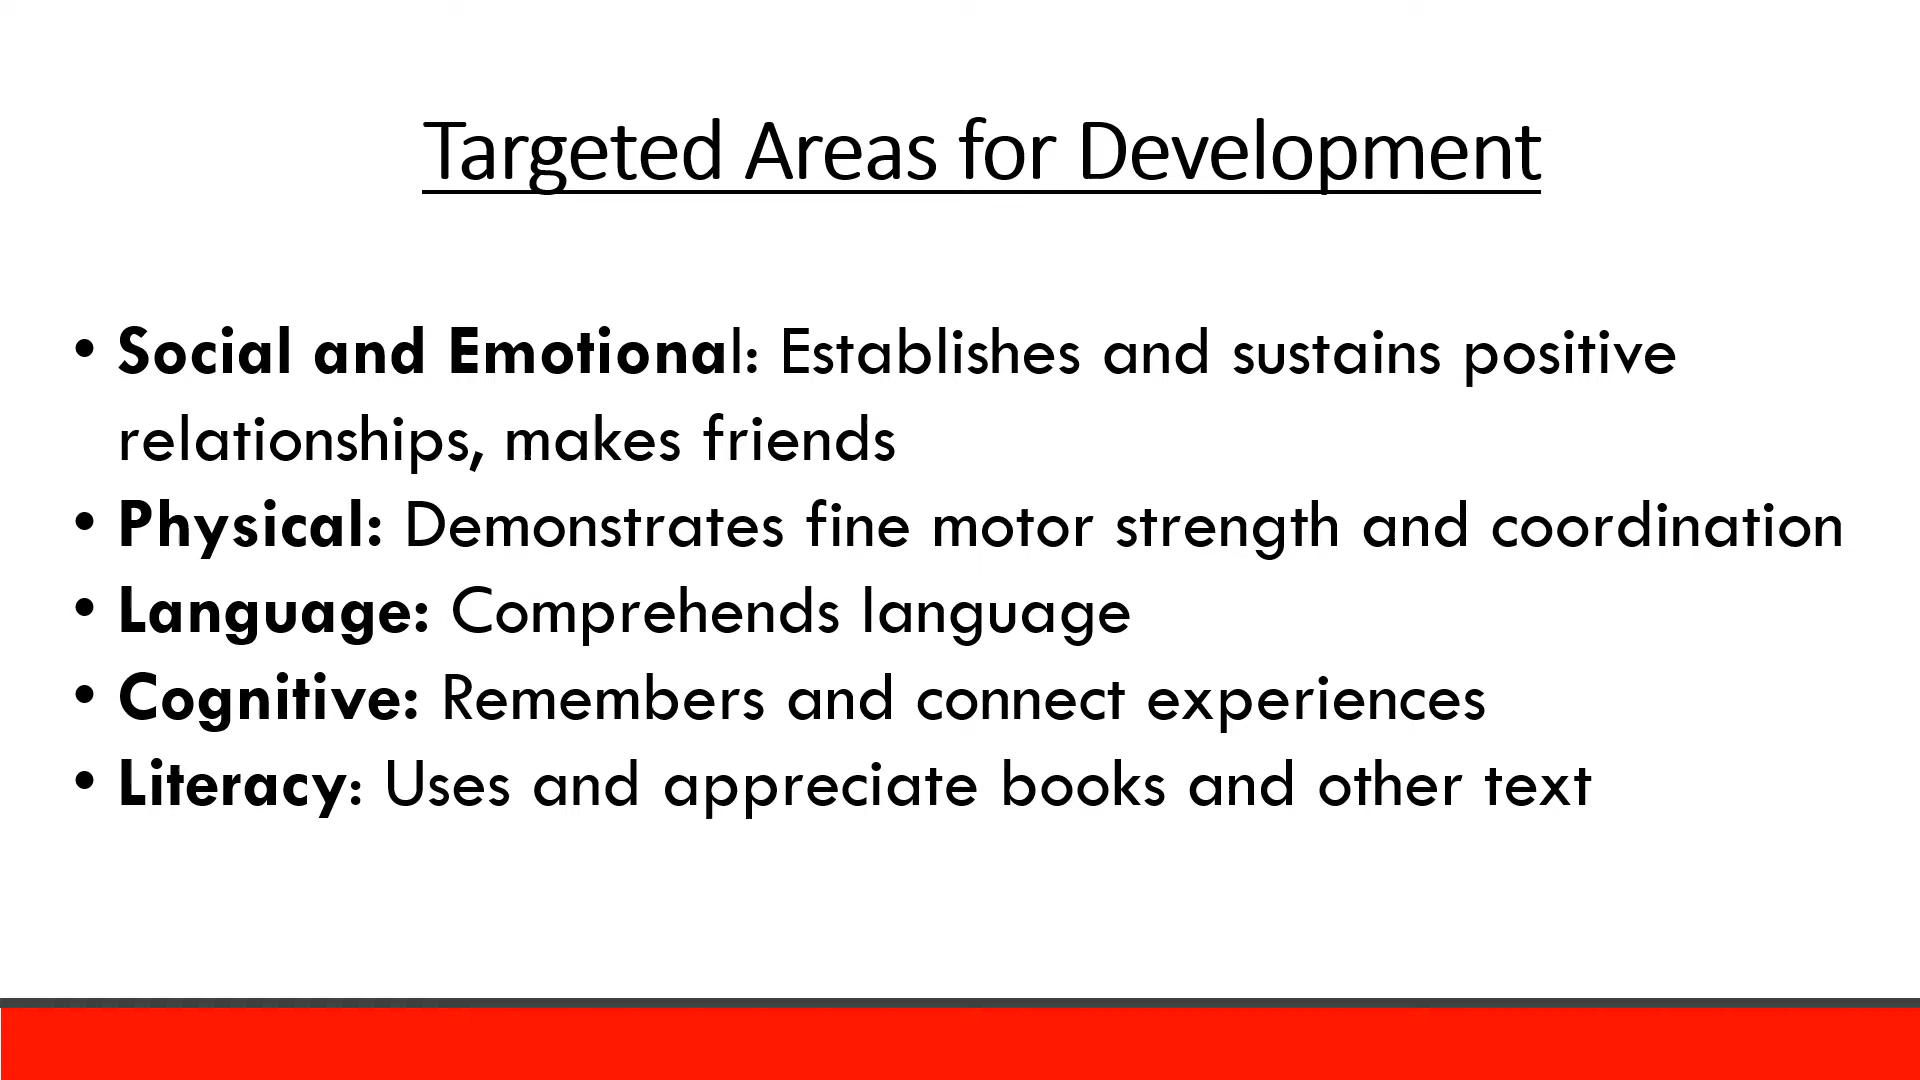 Targeted Areas for Development
• Social and Emotional: Establishes and sustains positive
relationships, makes friends
• Physical: Demonstrates fine motor strength and coordination
• Language: Comprehends language
• Cognitive: Remembers and connect experiences
• Literacy: Uses and appreciate books and other text